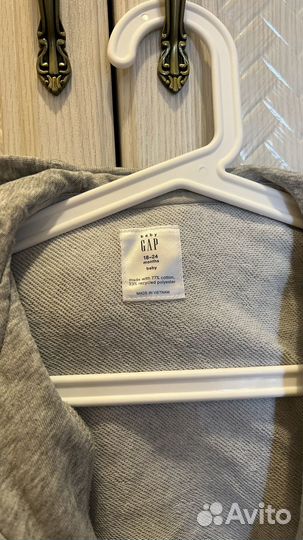 baby
GAP
18-24
months
baby
made with 77% cotton,
23% recycled polyester
MADE IN VIETNAM
Avito